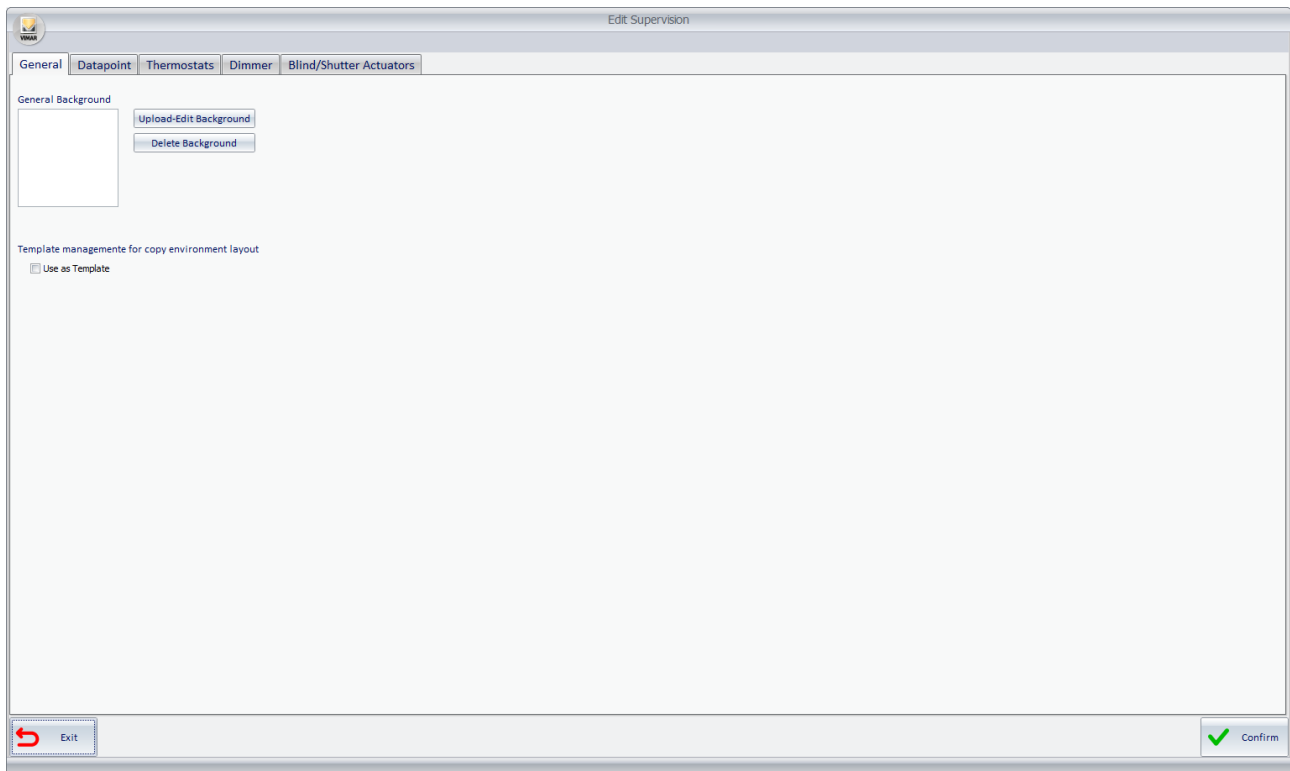 Edit Supervision
VIMAR
General Datapoint Thermostats Dimmer Blind/Shutter Actuators
General Background
Upload-Edit Background
Delete Background
Template managemente for copy environment layout
Use as Template
Exit Confirm